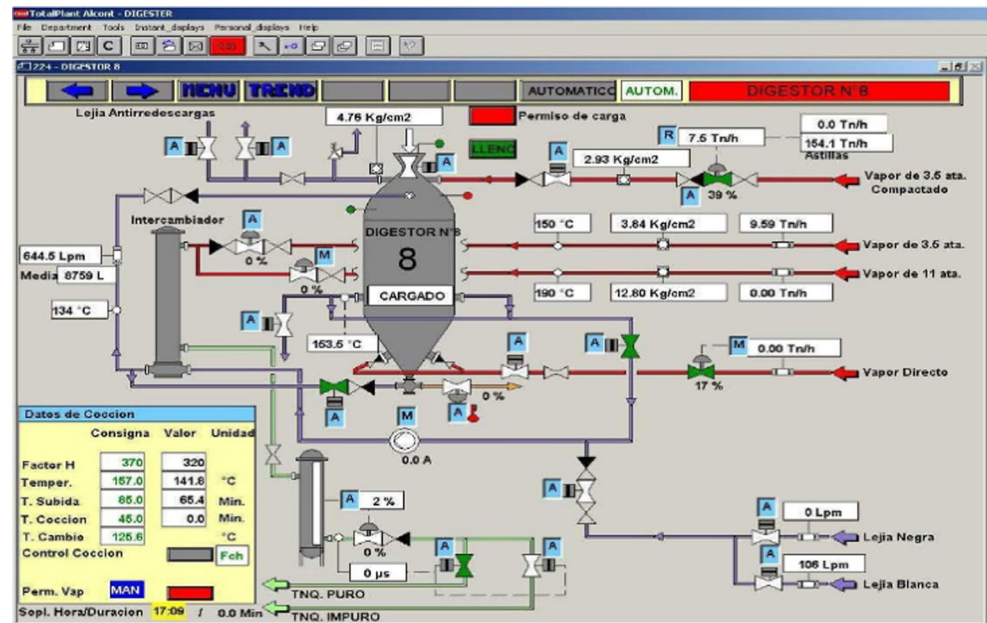 TotalPlant Alcont - DIGESTER
File Department Tools Instant_displays Personal_displays Help
C
224 - DIGESTOR 8
MENU TREND AUTOMATICO AUTOM. DIGESTOR N°8
Lejia Antirredescargas
4.76 Kg/cm2
Permiso de carga
0.0 Tn/h
R 7.5 Tn/h
154.1 Tn/h
Astillas
A A A
LLENO
A
2.93 Kg/cm2
Vapor de 3.5 ata.
Compactado
A 39 %
Intercambiador
A
DIGESTOR N°8
8
150 °C 3.84 Kg/cm2 9.59 Tn/h
Vapor de 3.5 ata.
644.5 Lpm
0 %
M
Media 8759 L
Vapor de 11 ata.
0 %
CARGADO
190 °C 12.80 Kg/cm2 0.00 Tn/h
134 °C
A
153.5 °C
A
A
M 0.00 Tn/h
Vapor Directo
17 %
0 %
A
M
A
0.0 A
Datos de Coccion
Consigna Valor Unidad
Factor H 370 320
Temper. 157.0 141.8 °C
T. Subida 85.0 65.4 Min.
T. Coccion 45.0 0.0 Min.
T. Cambio 125.6 °C
Control Coccion Fch
Perm. Vap MAN
Sopl. Hora/Duracion 17:09 / 0.0 Min
A 2 %
0 %
0 µs
A
A
TNQ. PURO
TNQ. IMPURO
A
A 0 Lpm
Lejia Negra
A 106 Lpm
Lejia Blanca